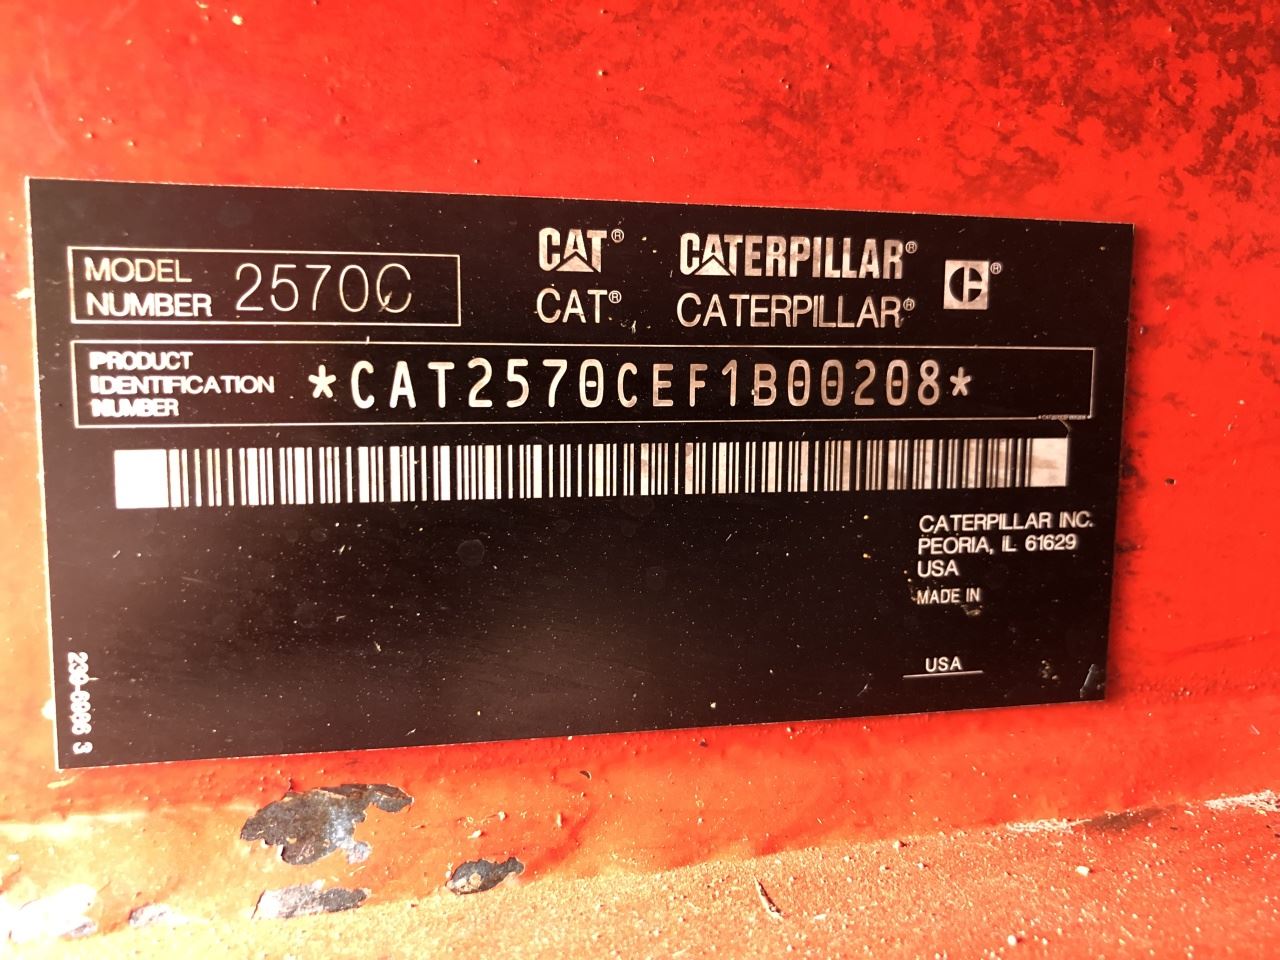 MODEL NUMBER 2570C
CAT® CATERPILLAR® C®
CAT® CATERPILLAR®
PRODUCT IDENTIFICATION NUMBER *CAT2570CEF1B00208*
CATERPILLAR INC.
PEORIA, IL 61629
USA
MADE IN
USA